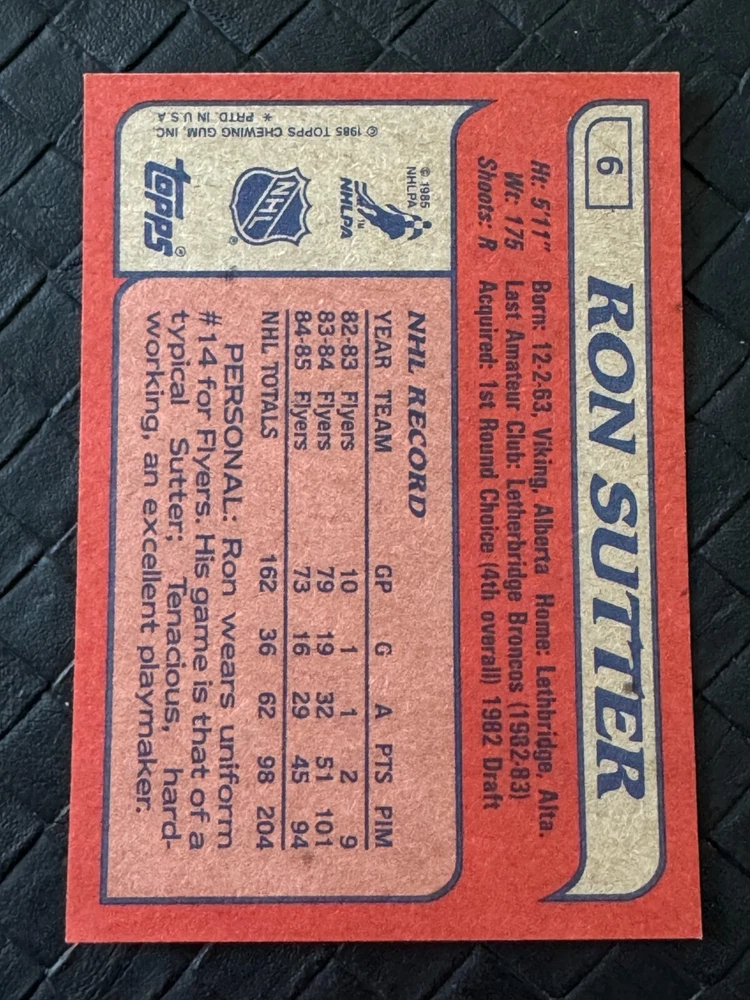 6
RON SUTTER
Ht: 5'11" Born: 12-2-63, Viking, Alberta Home: Lethbridge, Alta.
Wt: 175 Last Amateur Club: Letherbridge Broncos (1982-83)
Shoots: R Acquired: 1st Round Choice (4th overall) 1982 Draft
© 1985
NHLPA
NHLPA™
NHL®
topps®
© 1985 TOPPS CHEWING GUM, INC.
* PRTD. IN U.S.A
NHL RECORD
YEAR TEAM GP G A PTS PIM
82-83 Flyers 10 1 1 2 9
83-84 Flyers 79 19 32 51 101
84-85 Flyers 73 16 29 45 94
NHL TOTALS 162 36 62 98 204
PERSONAL: Ron wears uniform
#14 for Flyers. His game is that of a
typical Sutter; Tenacious, hard-
working, an excellent playmaker.